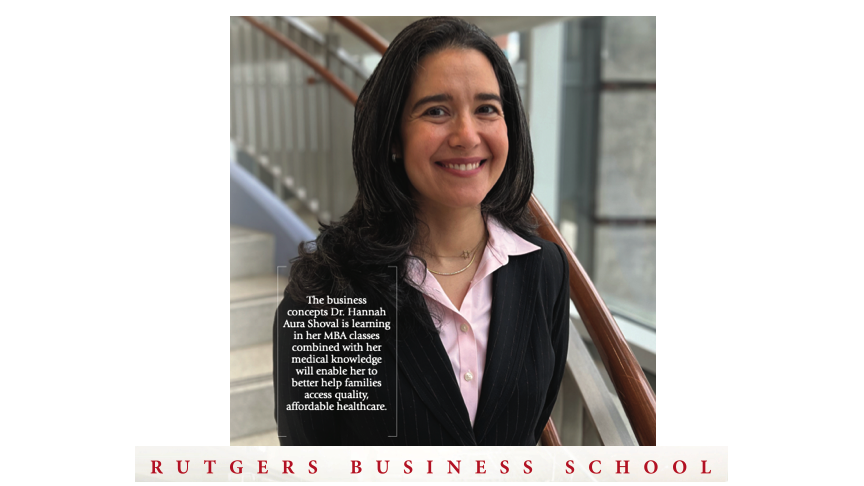 The business
concepts Dr. Hannah
Aura Shoval is learning
in her MBA classes
combined with her
medical knowledge
will enable her to
better help families
access quality,
affordable healthcare.
RUTGERS BUSINESS SCHOOL